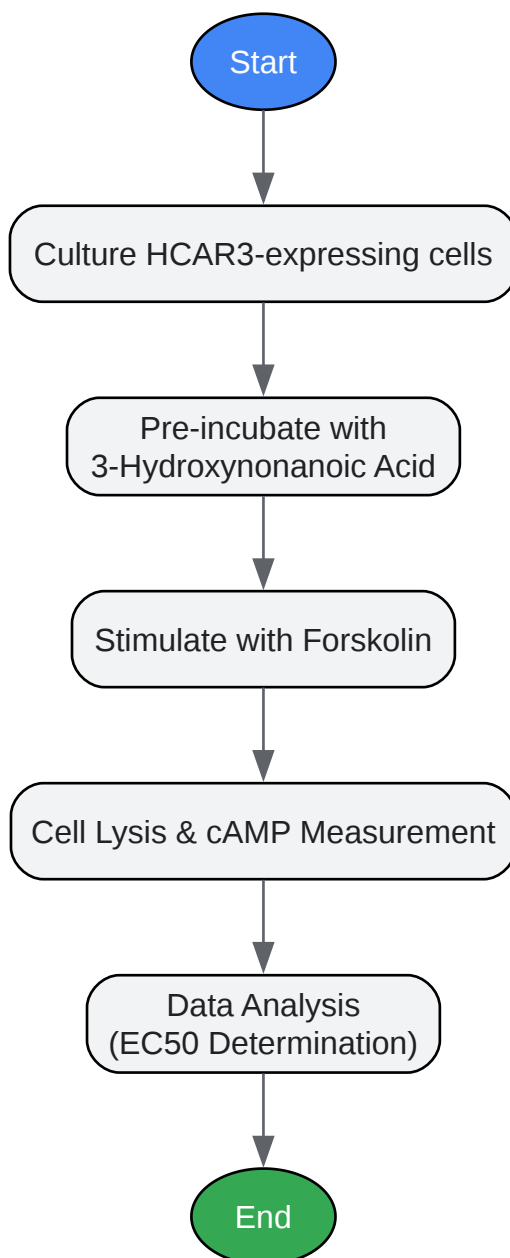 Start
Culture HCAR3-expressing cells
Pre-incubate with
3-Hydroxynonanoic Acid
Stimulate with Forskolin
Cell Lysis & cAMP Measurement
Data Analysis
(EC50 Determination)
End